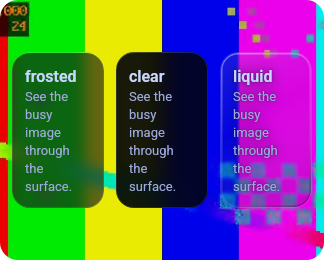 000
24
frosted
See the
busy
image
through
the
surface.
clear
See the
busy
image
through
the
surface.
liquid
See the
busy
image
through
the
surface.